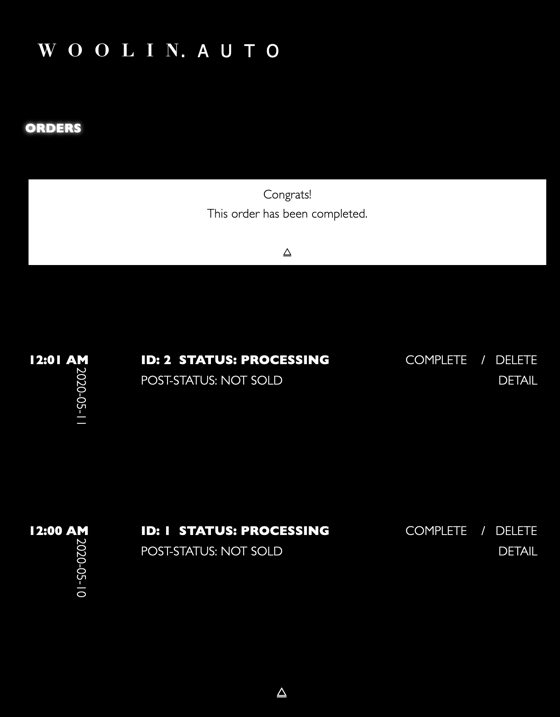 WOOLIN. AUTO
ORDERS
Congrats!
This order has been completed.
12:01 AM
2020-05-11
ID: 2 STATUS: PROCESSING
POST-STATUS: NOT SOLD
COMPLETE / DELETE
DETAIL
12:00 AM
2020-05-10
ID: 1 STATUS: PROCESSING
POST-STATUS: NOT SOLD
COMPLETE / DELETE
DETAIL